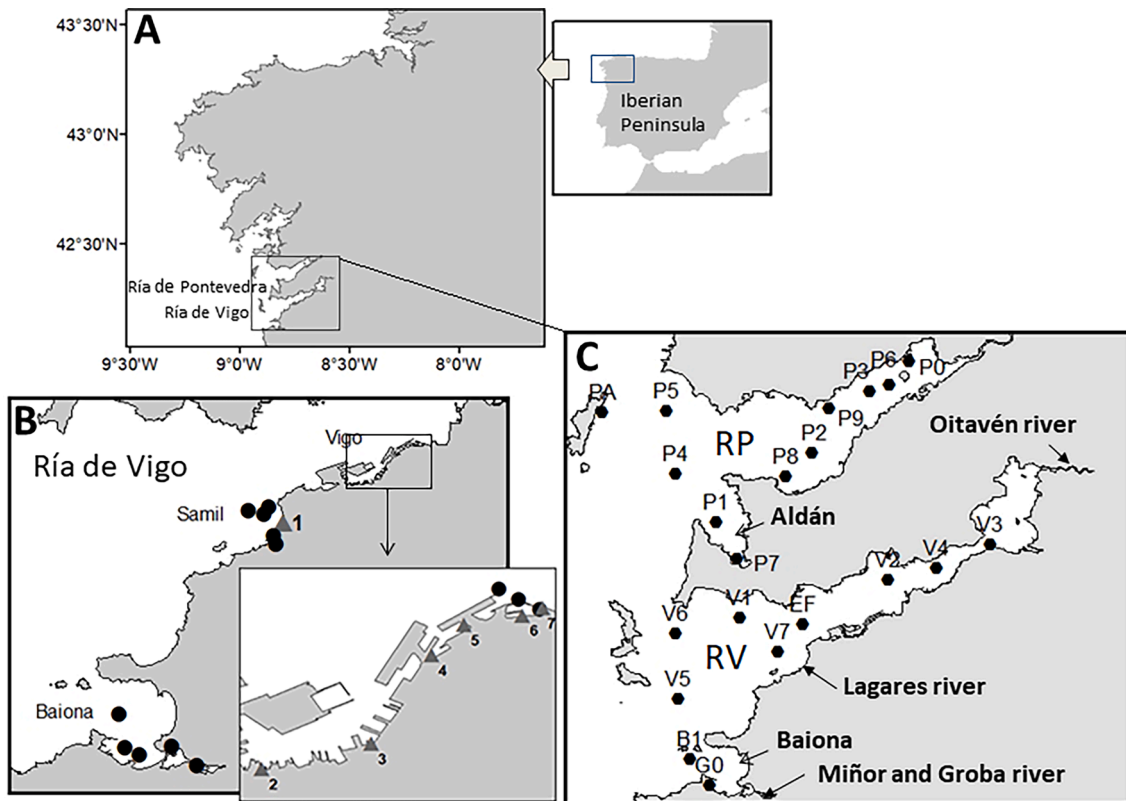 A
43°30'N
43°0'N
42°30'N
9°30'W
9°0'W
8°30'W
8°0'W
Ría de Pontevedra
Ría de Vigo
Iberian
Peninsula
B
Ría de Vigo
Vigo
Samil
1
Baiona
2
3
4
5
6
7
C
PA
P5
P3
P6
P0
P9
P2
RP
P4
P8
Oitavén river
P1
Aldán
P7
V3
V2
V4
V6
V1
EF
V7
RV
V5
Lagares river
B1
Baiona
G0
Miñor and Groba river